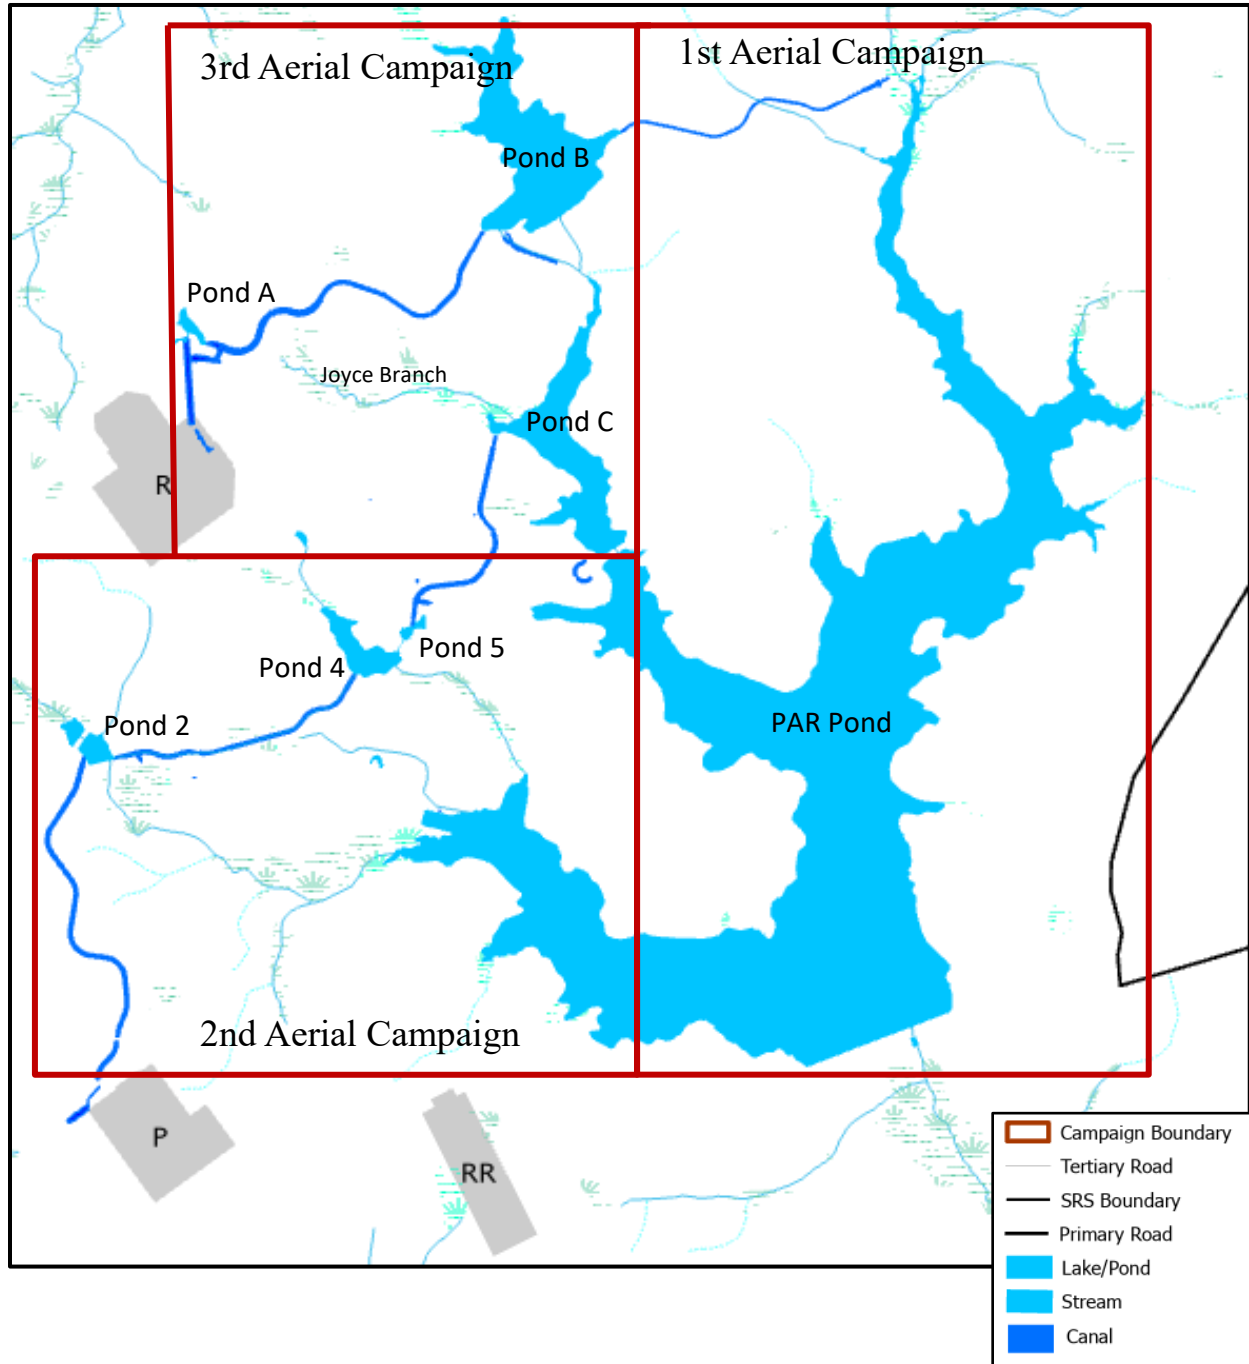 3rd Aerial Campaign
1st Aerial Campaign
Pond B
Pond A
Joyce Branch
Pond C
R
Pond 5
Pond 4
Pond 2
PAR Pond
2nd Aerial Campaign
P
RR
Campaign Boundary
Tertiary Road
SRS Boundary
Primary Road
Lake/Pond
Stream
Canal